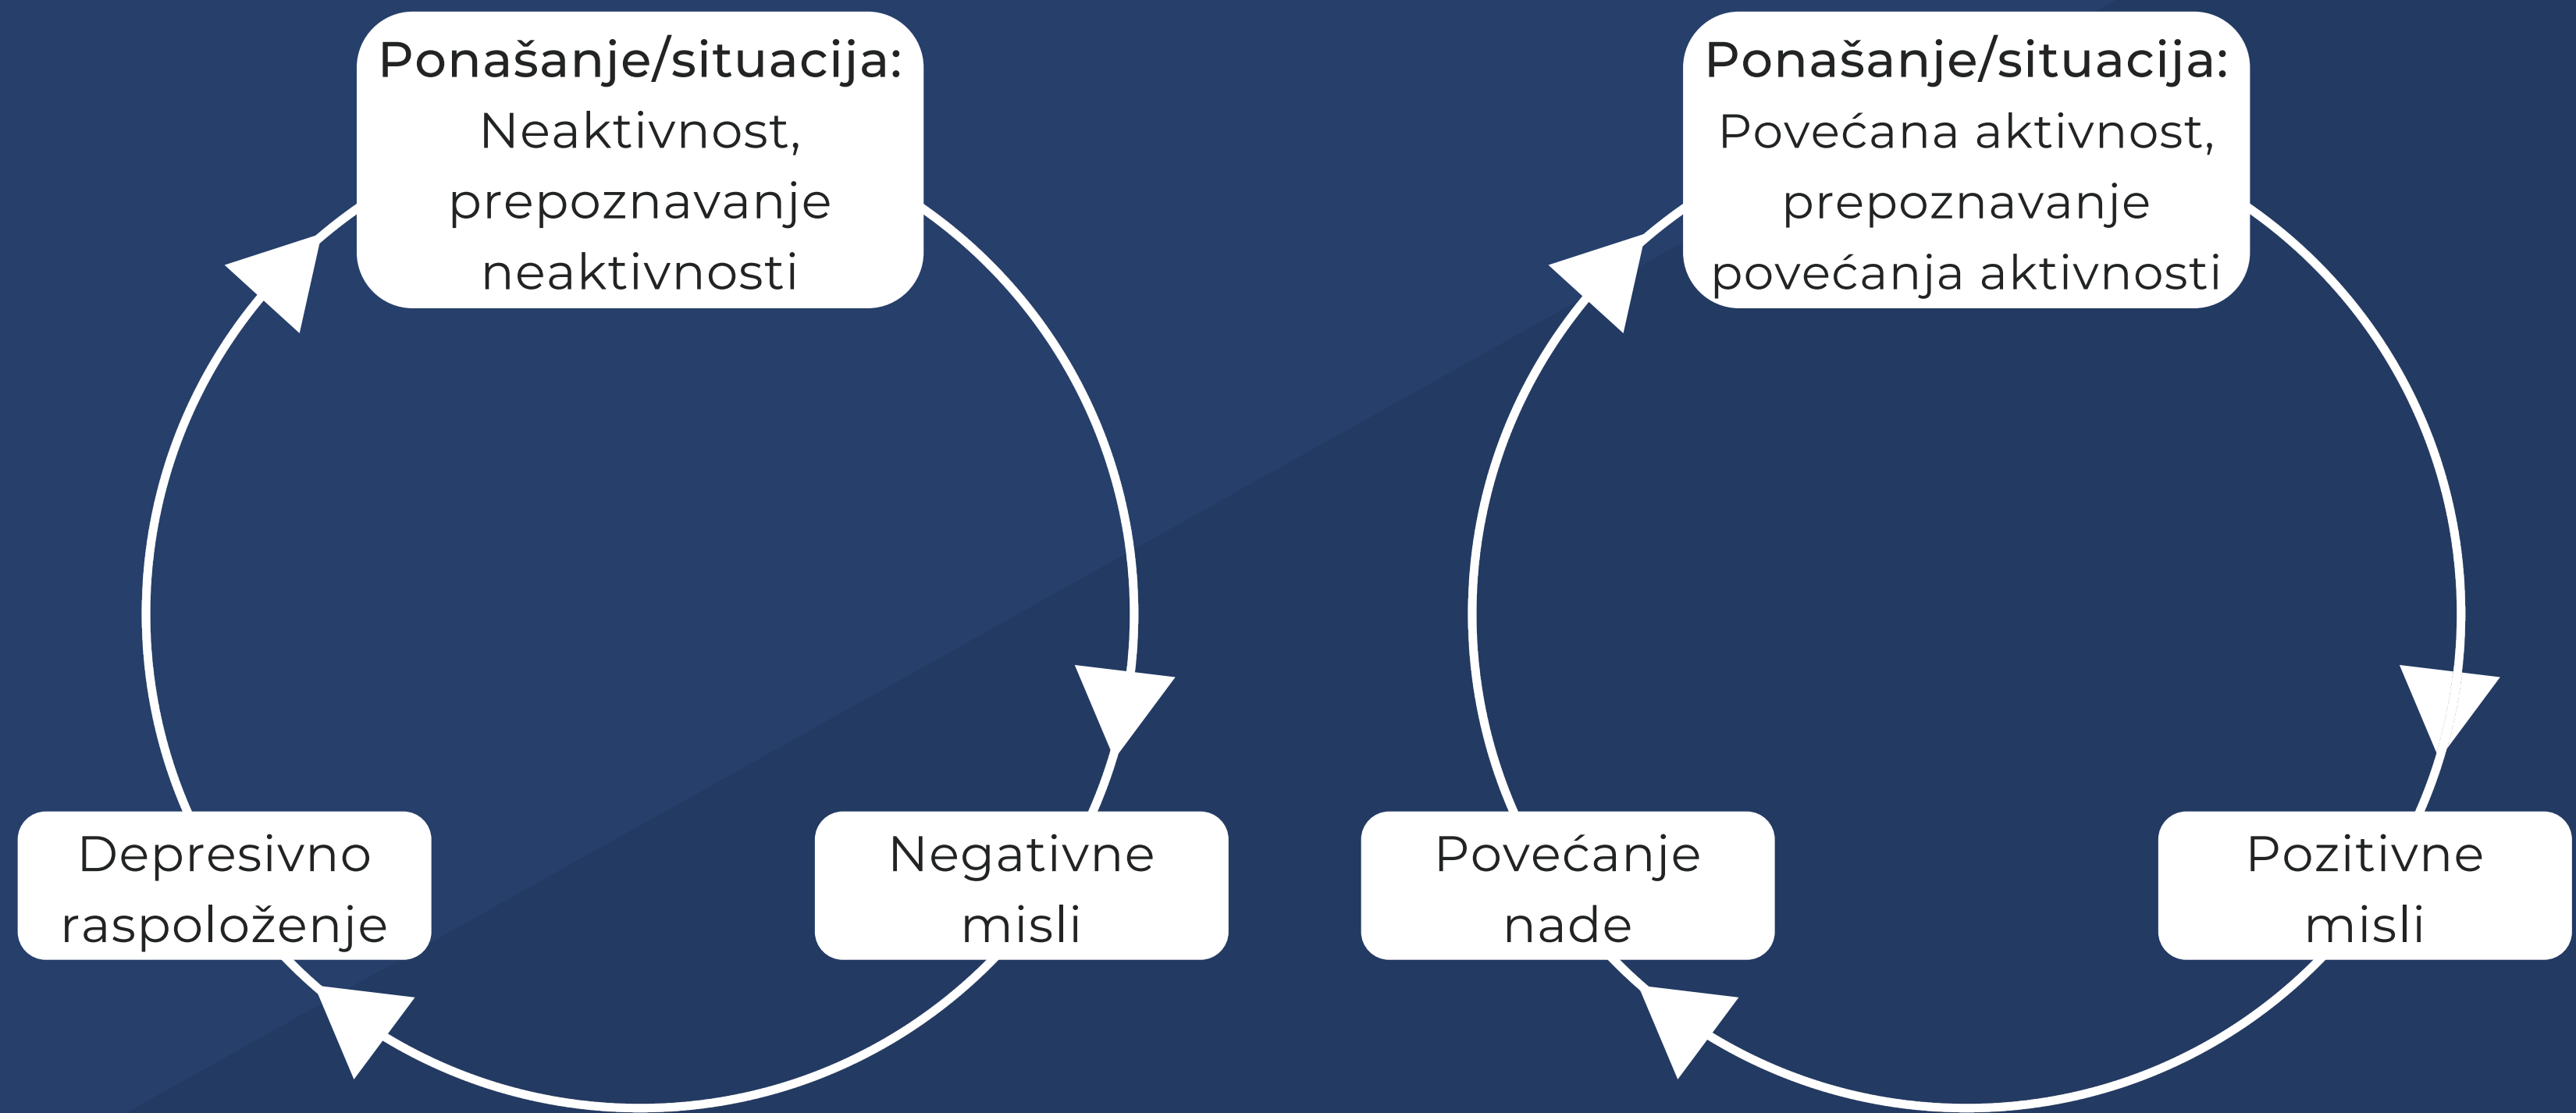 Ponašanje/situacija:
Neaktivnost,
prepoznavanje
neaktivnosti
Negativne
misli
Depresivno
raspoloženje
Ponašanje/situacija:
Povećana aktivnost,
prepoznavanje
povećanja aktivnosti
Pozitivne
misli
Povećanje
nade